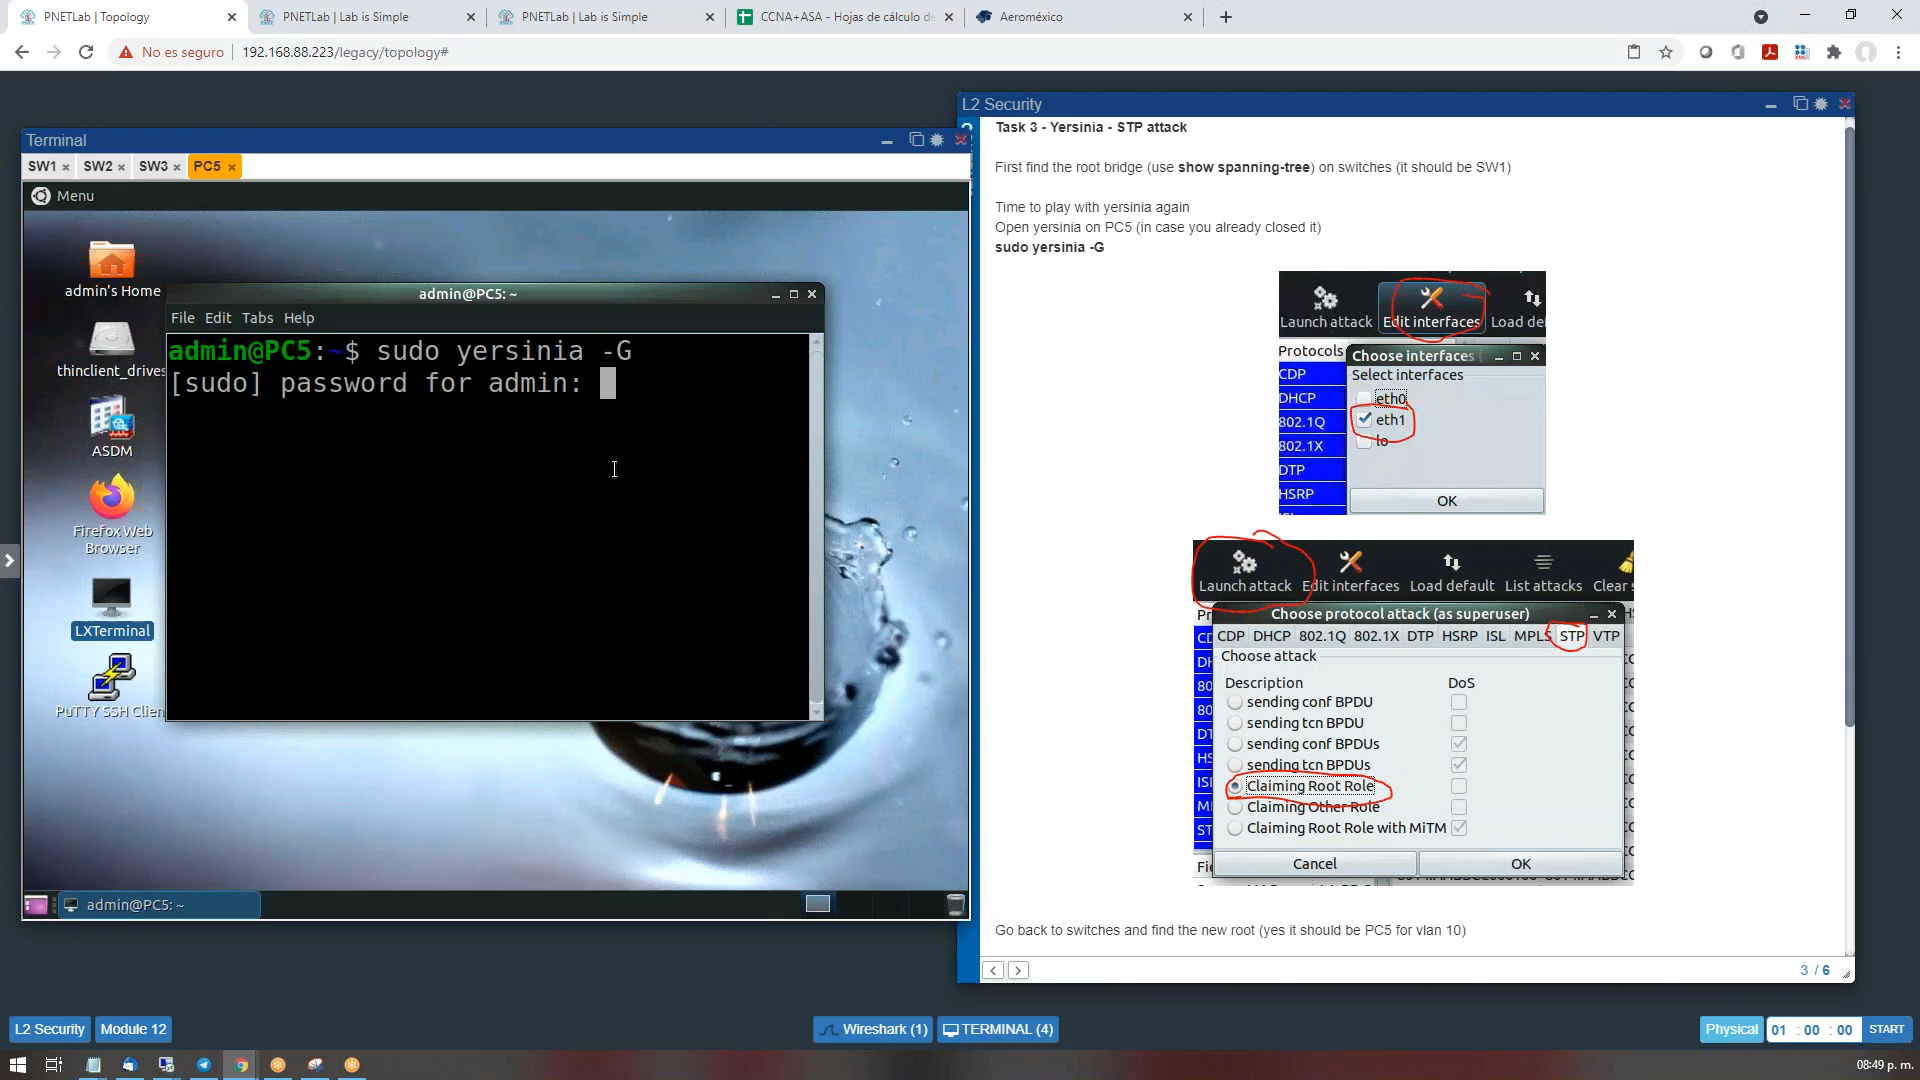 PNETLab | Topology
PNETLab | Lab is Simple
PNETLab | Lab is Simple
CCNA+ASA - Hojas de cálculo de
Aeroméxico
No es seguro
192.168.88.223/legacy/topology#
L2 Security
Terminal
SW1
SW2
SW3
PC5
Menu
admin's Home
thinclient_drives
ASDM
Firefox Web
Browser
LXTerminal
PuTTY SSH Clien
admin@PC5: ~
File Edit Tabs Help
admin@PC5:~$ sudo yersinia -G
[sudo] password for admin:
admin@PC5: ~
Task 3 - Yersinia - STP attack
First find the root bridge (use show spanning-tree) on switches (it should be SW1)
Time to play with yersinia again
Open yersinia on PC5 (in case you already closed it)
sudo yersinia -G
Launch attack
Edit interfaces
Load def
Protocols
CDP
DHCP
802.1Q
802.1X
DTP
HSRP
Choose interfaces
Select interfaces
eth0
eth1
lo
OK
Launch attack
Edit interfaces
Load default
List attacks
Clear s
Choose protocol attack (as superuser)
CDP DHCP 802.1Q 802.1X DTP HSRP ISL MPLS STP VTP
Choose attack
Description DoS
sending conf BPDU
sending tcn BPDU
sending conf BPDUs
sending tcn BPDUs
Claiming Root Role
Claiming Other Role
Claiming Root Role with MiTM
Cancel
OK
Go back to switches and find the new root (yes it should be PC5 for vlan 10)
3 / 6
L2 Security
Module 12
Wireshark (1)
TERMINAL (4)
Physical
01 : 00 : 00
START
08:49 p. m.